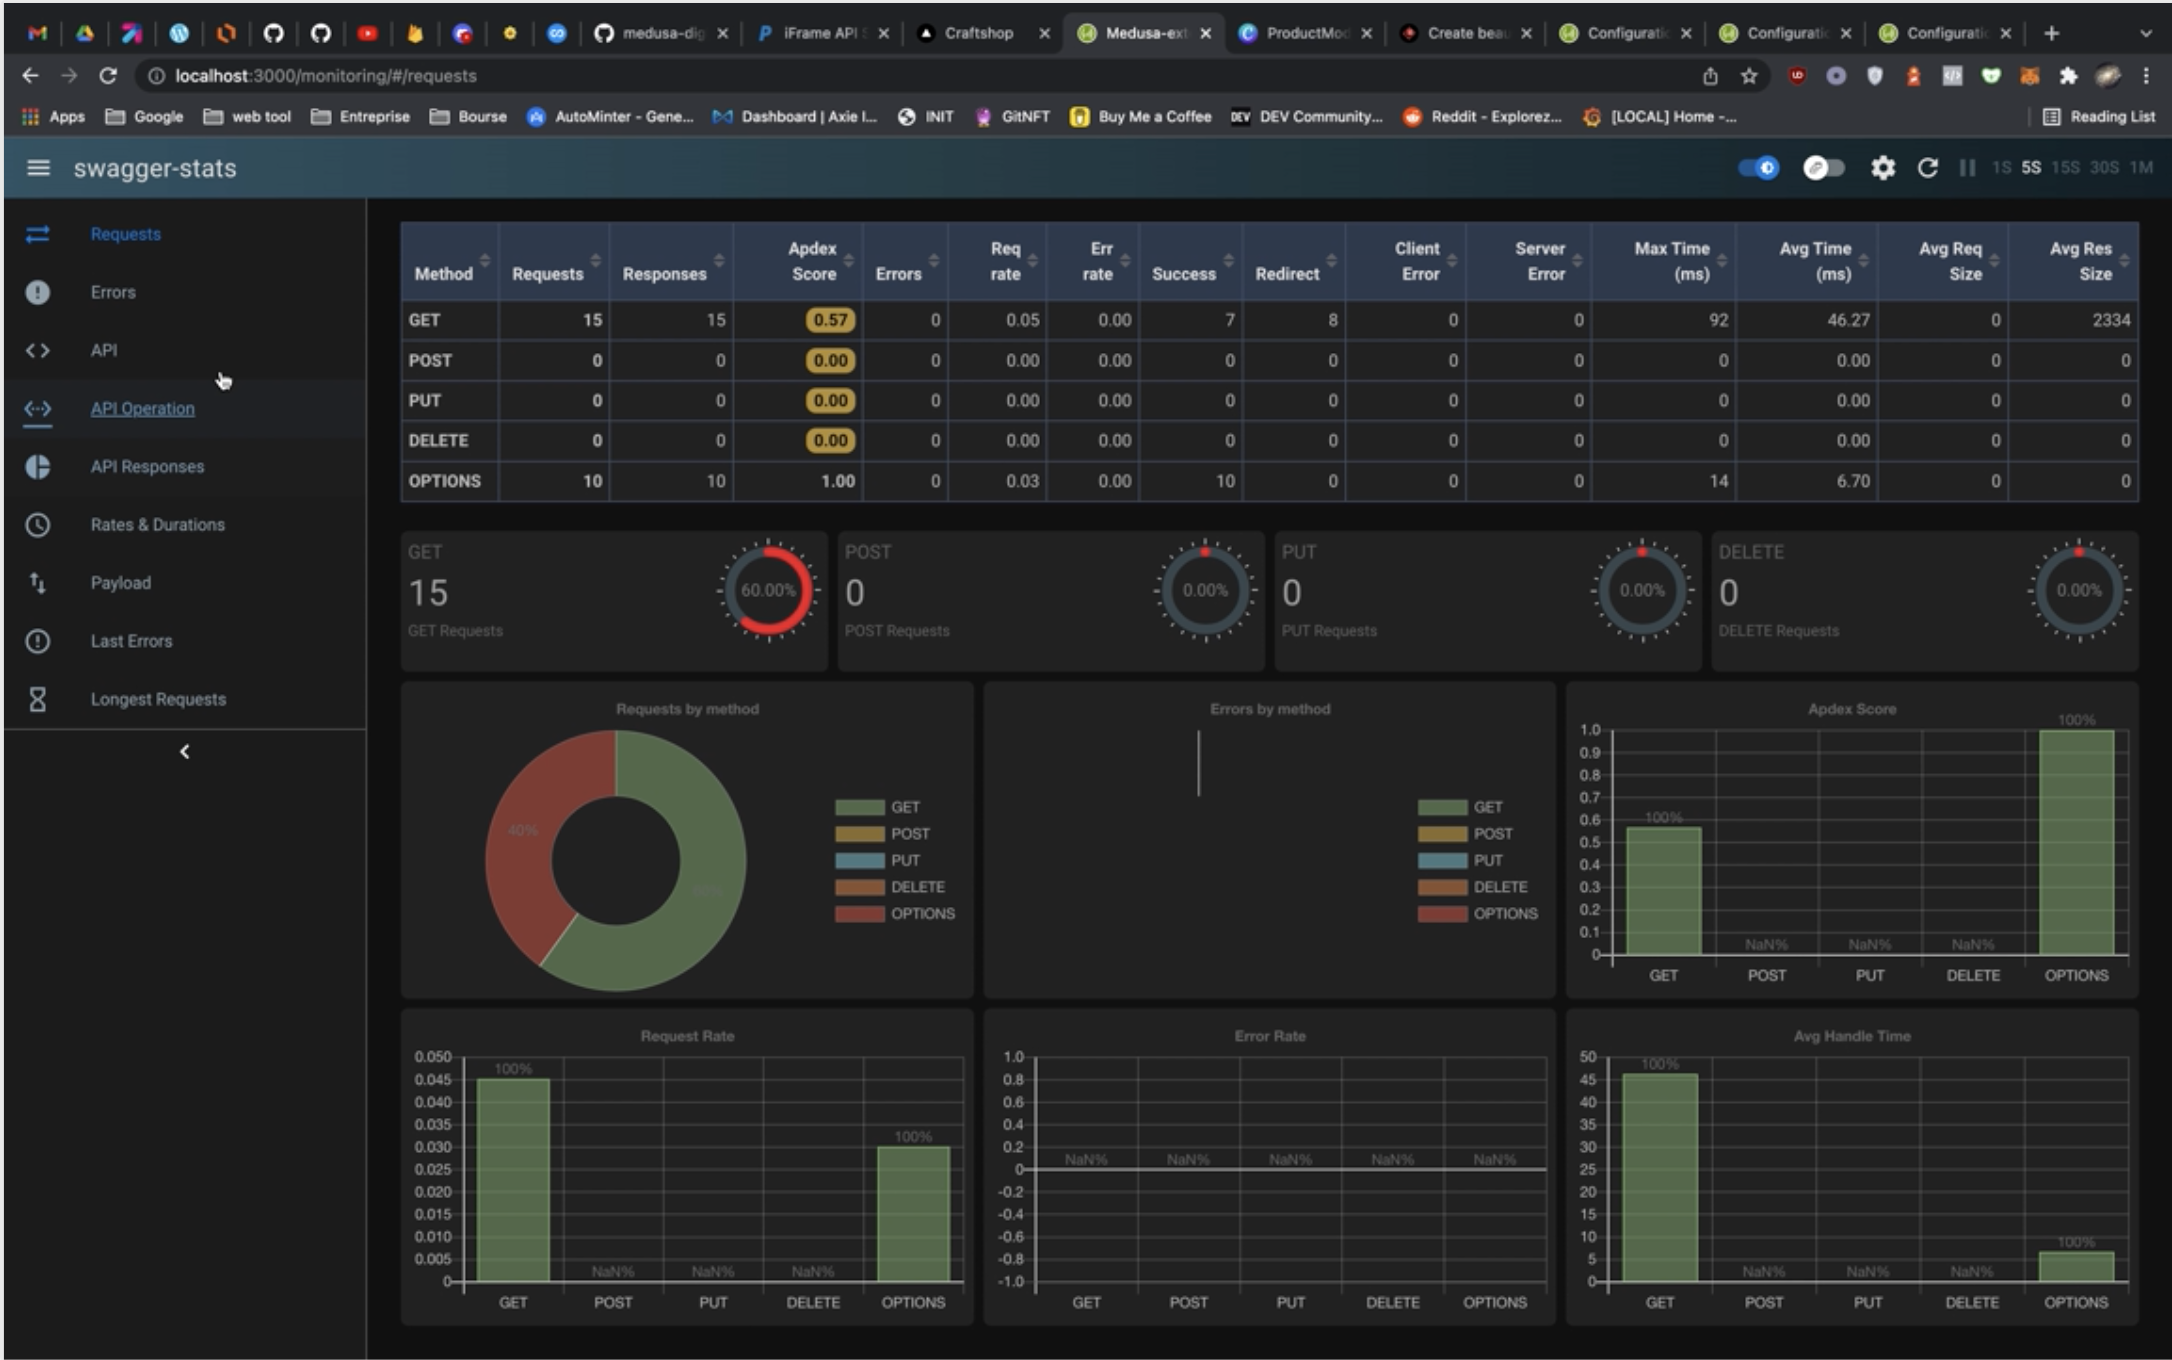 medusa-dig
iFrame API S
Craftshop
Medusa-ext
ProductMod
Create beau
Configuratio
Configuratio
Configuratio
localhost:3000/monitoring/#/requests
Apps
Google
web tool
Entreprise
Bourse
AutoMinter - Gene...
Dashboard | Axie I...
INIT
GitNFT
Buy Me a Coffee
DEV Community...
Reddit - Explorez...
[LOCAL] Home -...
Reading List
swagger-stats
1S 5S 15S 30S 1M
Requests
Errors
API
API Operation
API Responses
Rates & Durations
Payload
Last Errors
Longest Requests
Method Requests Responses Apdex Score Errors Req rate Err rate Success Redirect Client Error Server Error Max Time (ms) Avg Time (ms) Avg Req Size Avg Res Size
GET 15 15 0.57 0 0.05 0.00 7 8 0 0 92 46.27 0 2334
POST 0 0 0.00 0 0.00 0.00 0 0 0 0 0 0.00 0 0
PUT 0 0 0.00 0 0.00 0.00 0 0 0 0 0 0.00 0 0
DELETE 0 0 0.00 0 0.00 0.00 0 0 0 0 0 0.00 0 0
OPTIONS 10 10 1.00 0 0.03 0.00 10 0 0 0 14 6.70 0 0
GET
15
GET Requests
60.00%
POST
0
POST Requests
0.00%
PUT
0
PUT Requests
0.00%
DELETE
0
DELETE Requests
0.00%
Requests by method
40%
60%
GET
POST
PUT
DELETE
OPTIONS
Errors by method
GET
POST
PUT
DELETE
OPTIONS
Apdex Score
1.0
0.9
0.8
0.7
0.6
0.5
0.4
0.3
0.2
0.1
0
100% NaN% NaN% NaN% 100%
GET POST PUT DELETE OPTIONS
Request Rate
0.050
0.045
0.040
0.035
0.030
0.025
0.020
0.015
0.010
0.005
0
100% NaN% NaN% NaN% 100%
GET POST PUT DELETE OPTIONS
Error Rate
1.0
0.8
0.6
0.4
0.2
0
-0.2
-0.4
-0.6
-0.8
-1.0
NaN% NaN% NaN% NaN% NaN%
GET POST PUT DELETE OPTIONS
Avg Handle Time
50
45
40
35
30
25
20
15
10
5
0
100% NaN% NaN% NaN% 100%
GET POST PUT DELETE OPTIONS